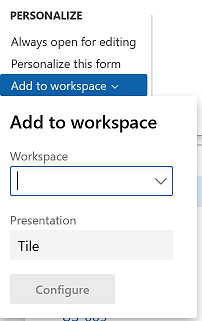 PERSONALIZE
Always open for editing
Personalize this form
Add to workspace
Add to workspace
Workspace
Presentation
Tile
Configure